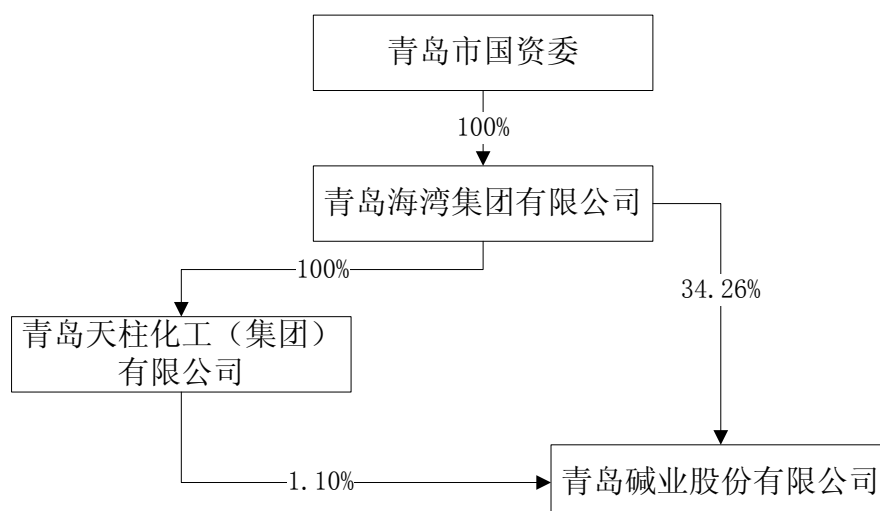 青岛市国资委
100%
青岛海湾集团有限公司
100%
34.26%
青岛天柱化工（集团）
有限公司
1.10%
青岛碱业股份有限公司